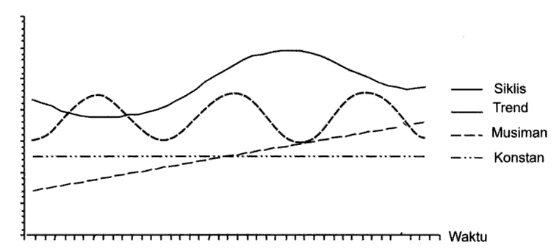 Siklis
Trend
Musiman
Konstan
Waktu